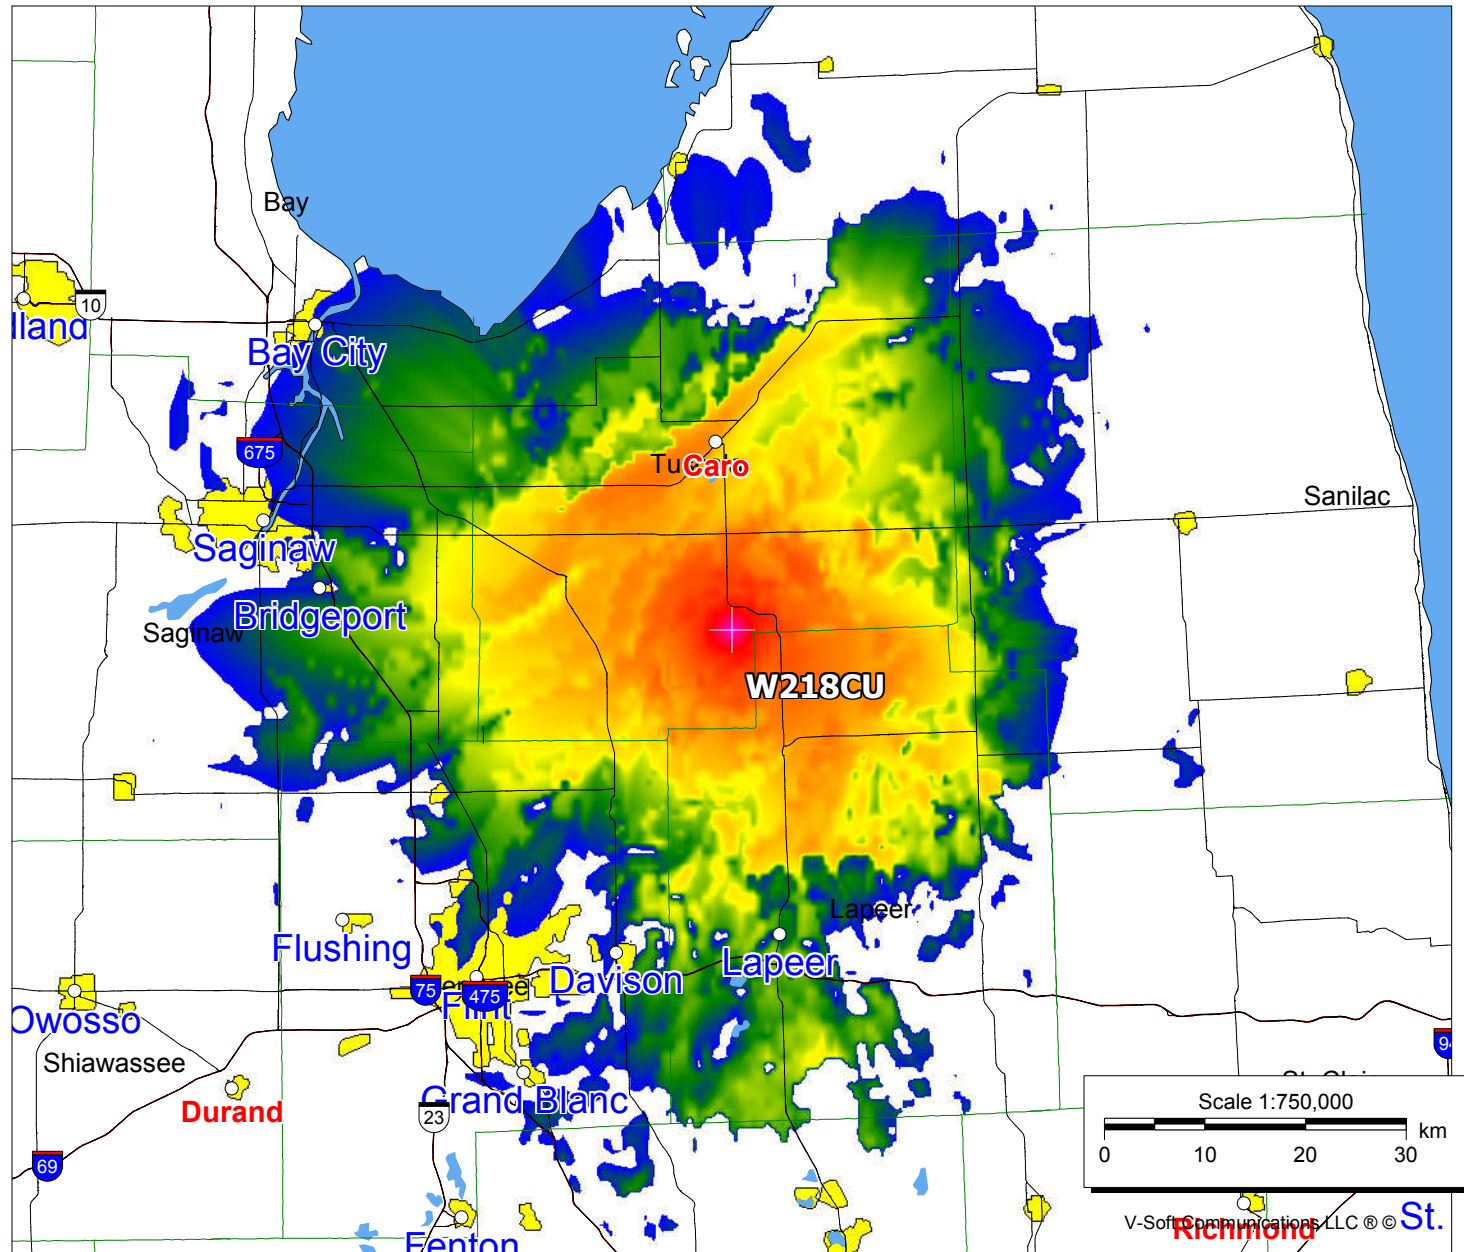 Bay
10
lland
Bay City
675
Caro
Sanilac
Saginaw
Bridgeport
Saginaw
W218CU
Lapeer
Flushing
Davison
Lapeer
75
475
Flint
Owosso
Shiawassee
94
Grand Blanc
Durand
23
Scale 1:750,000
km
0 10 20 30
69
V-Soft Communications LLC ® ©
St.
Richmond
Fenton